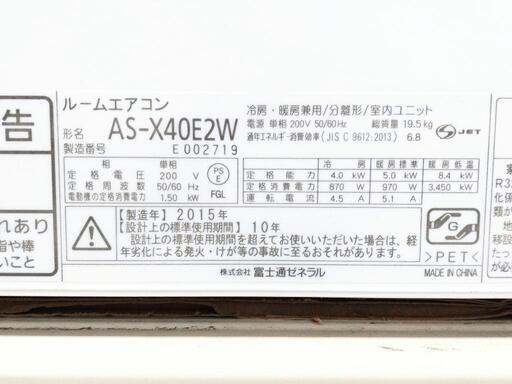 告
れあり
指や棒
いこと
ルームエアコン
形名 AS-X40E2W
製造番号 E002719
冷房・暖房兼用/分離形/室内ユニット
電源 単相200V 50/60Hz 総質量 19.5kg
通年エネルギー消費効率(JIS C 9612:2013) 6.8
JET
相 単相
定格電圧 200 V
定格周波数 50/60 Hz
電動機の定格消費電力 1.50 kW
PS
E
FGL
冷房 暖房標準 暖房低温
定格能力 4.0 kW 5.0 kW 8.4 kW
定格消費電力 870 W 970 W 3,450 kW
運転電流 4.5 A 5.1 A
【製造年】2015年
【設計上の標準使用期間】10年
設計上の標準使用期間を超えてお使いいただいた場合は、経
年劣化による発火・けが等の事故に至るおそれがあります。
株式会社 富士通ゼネラル
G
>PET<
MADE IN CHINA
R32
化係